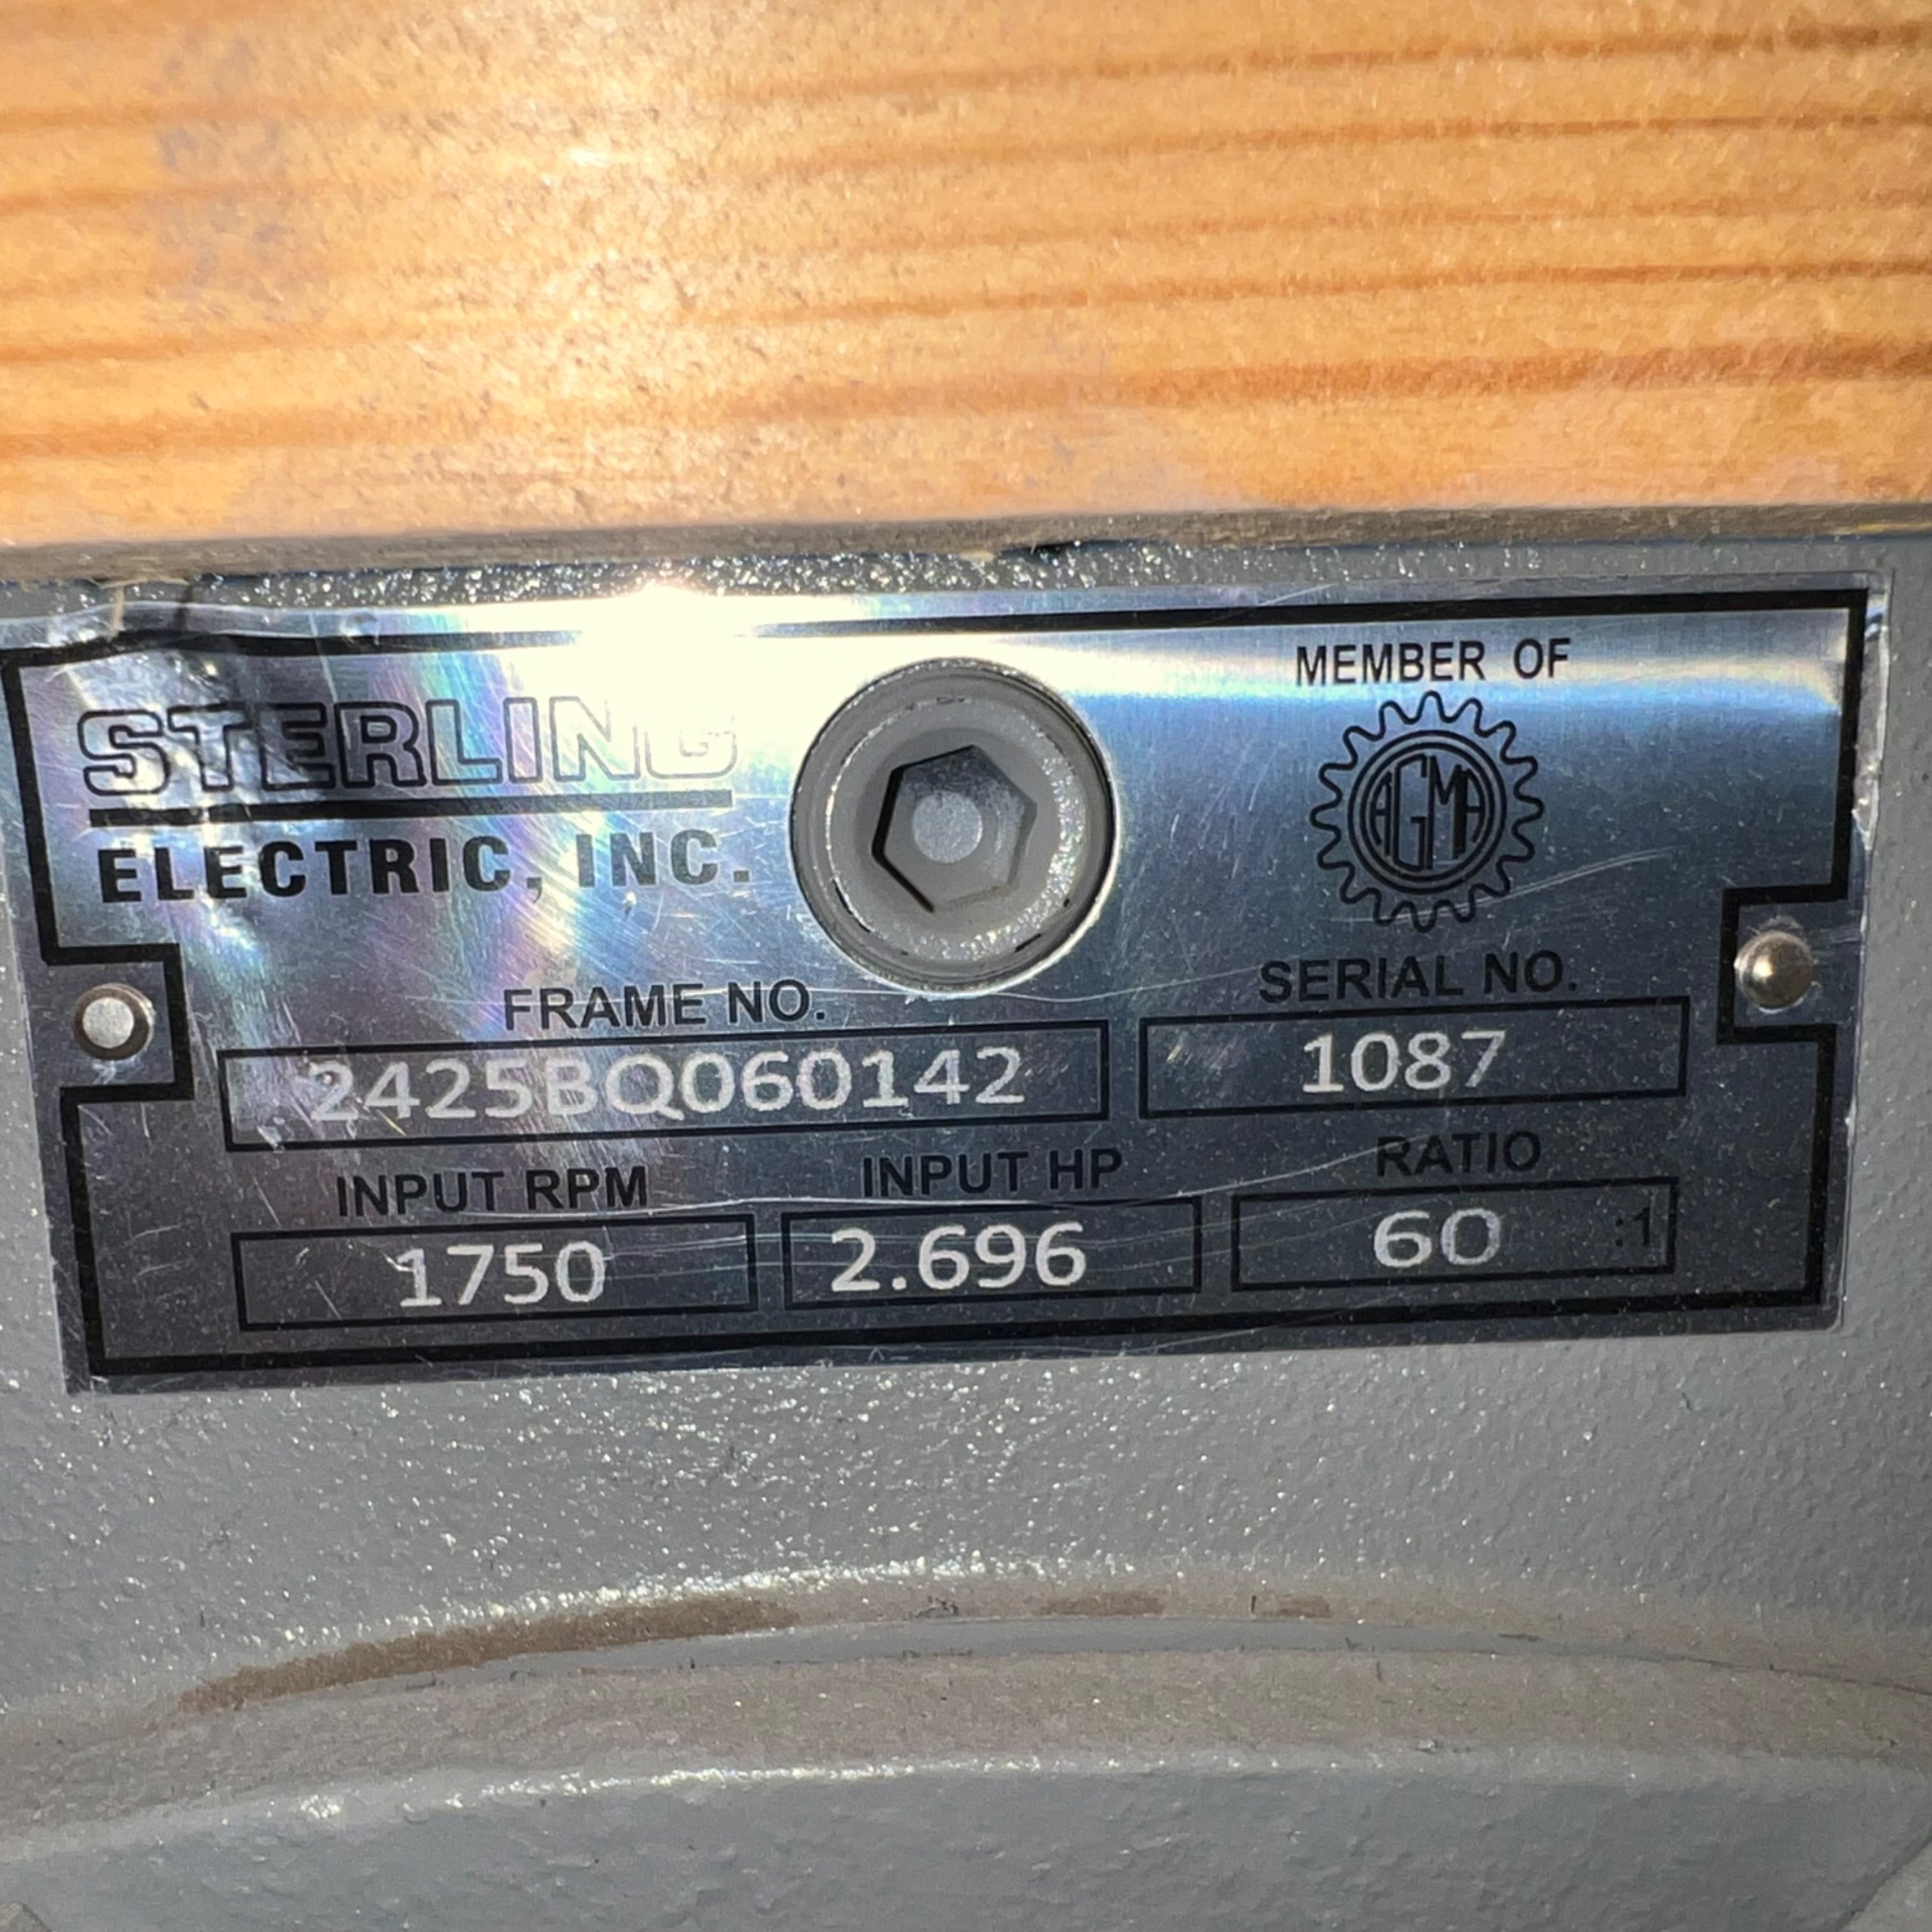 STERLING
ELECTRIC, INC.
MEMBER OF
AGMA
FRAME NO.
2425BQ060142
SERIAL NO.
1087
INPUT RPM
1750
INPUT HP
2.696
RATIO
60 :1